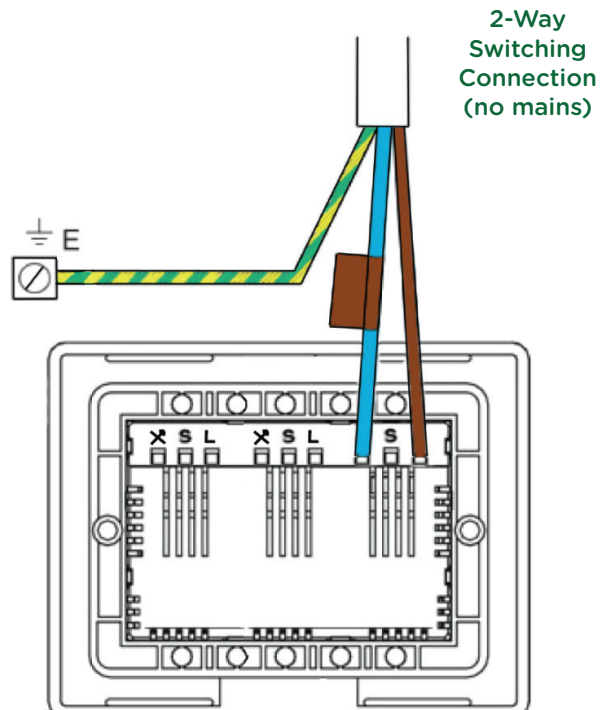 2-Way
Switching
Connection
(no mains)
E
S L S L S